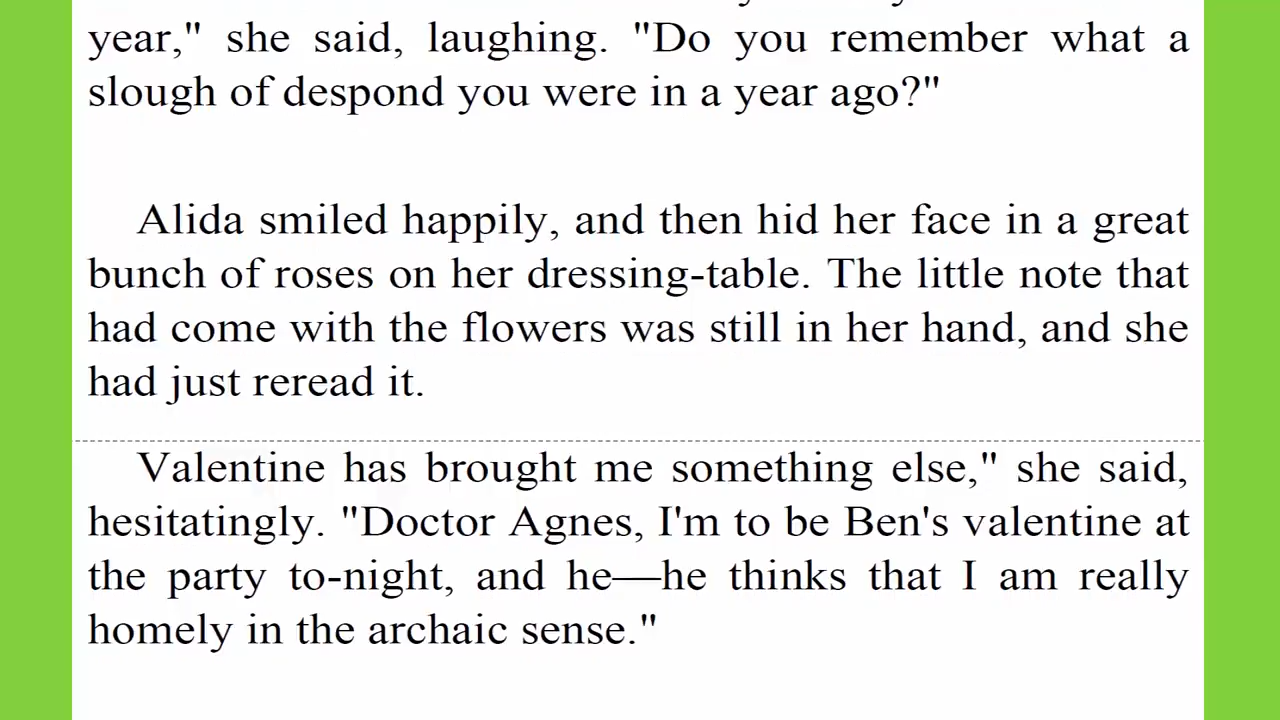 year," she said, laughing. "Do you remember what a
slough of despond you were in a year ago?"
Alida smiled happily, and then hid her face in a great
bunch of roses on her dressing-table. The little note that
had come with the flowers was still in her hand, and she
had just reread it.
Valentine has brought me something else," she said,
hesitatingly. "Doctor Agnes, I'm to be Ben's valentine at
the party to-night, and he—he thinks that I am really
homely in the archaic sense."